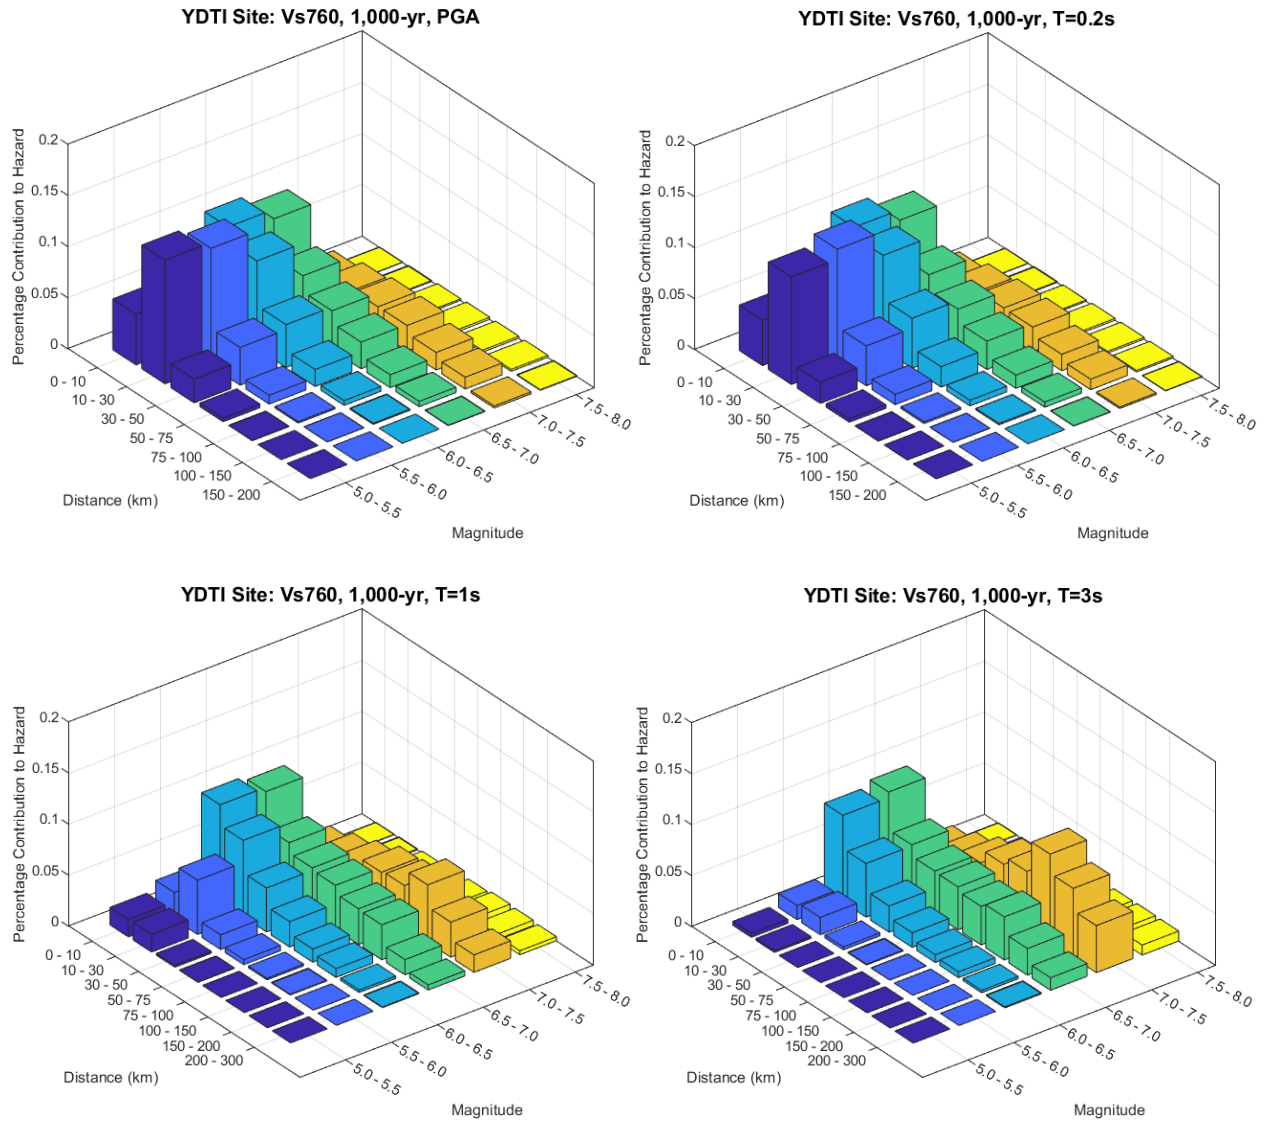 YDTI Site: Vs760, 1,000-yr, PGA
Percentage Contribution to Hazard
0.2
0.15
0.1
0.05
0
0 - 10
10 - 30
30 - 50
50 - 75
75 - 100
100 - 150
150 - 200
Distance (km)
5.0 - 5.5
5.5 - 6.0
6.0 - 6.5
6.5 - 7.0
7.0 - 7.5
7.5 - 8.0
Magnitude
YDTI Site: Vs760, 1,000-yr, T=0.2s
Percentage Contribution to Hazard
0.2
0.15
0.1
0.05
0
0 - 10
10 - 30
30 - 50
50 - 75
75 - 100
100 - 150
150 - 200
Distance (km)
5.0 - 5.5
5.5 - 6.0
6.0 - 6.5
6.5 - 7.0
7.0 - 7.5
7.5 - 8.0
Magnitude
YDTI Site: Vs760, 1,000-yr, T=1s
Percentage Contribution to Hazard
0.2
0.15
0.1
0.05
0
0 - 10
10 - 30
30 - 50
50 - 75
75 - 100
100 - 150
150 - 200
200 - 300
Distance (km)
5.0 - 5.5
5.5 - 6.0
6.0 - 6.5
6.5 - 7.0
7.0 - 7.5
7.5 - 8.0
Magnitude
YDTI Site: Vs760, 1,000-yr, T=3s
Percentage Contribution to Hazard
0.2
0.15
0.1
0.05
0
0 - 10
10 - 30
30 - 50
50 - 75
75 - 100
100 - 150
150 - 200
200 - 300
Distance (km)
5.0 - 5.5
5.5 - 6.0
6.0 - 6.5
6.5 - 7.0
7.0 - 7.5
7.5 - 8.0
Magnitude